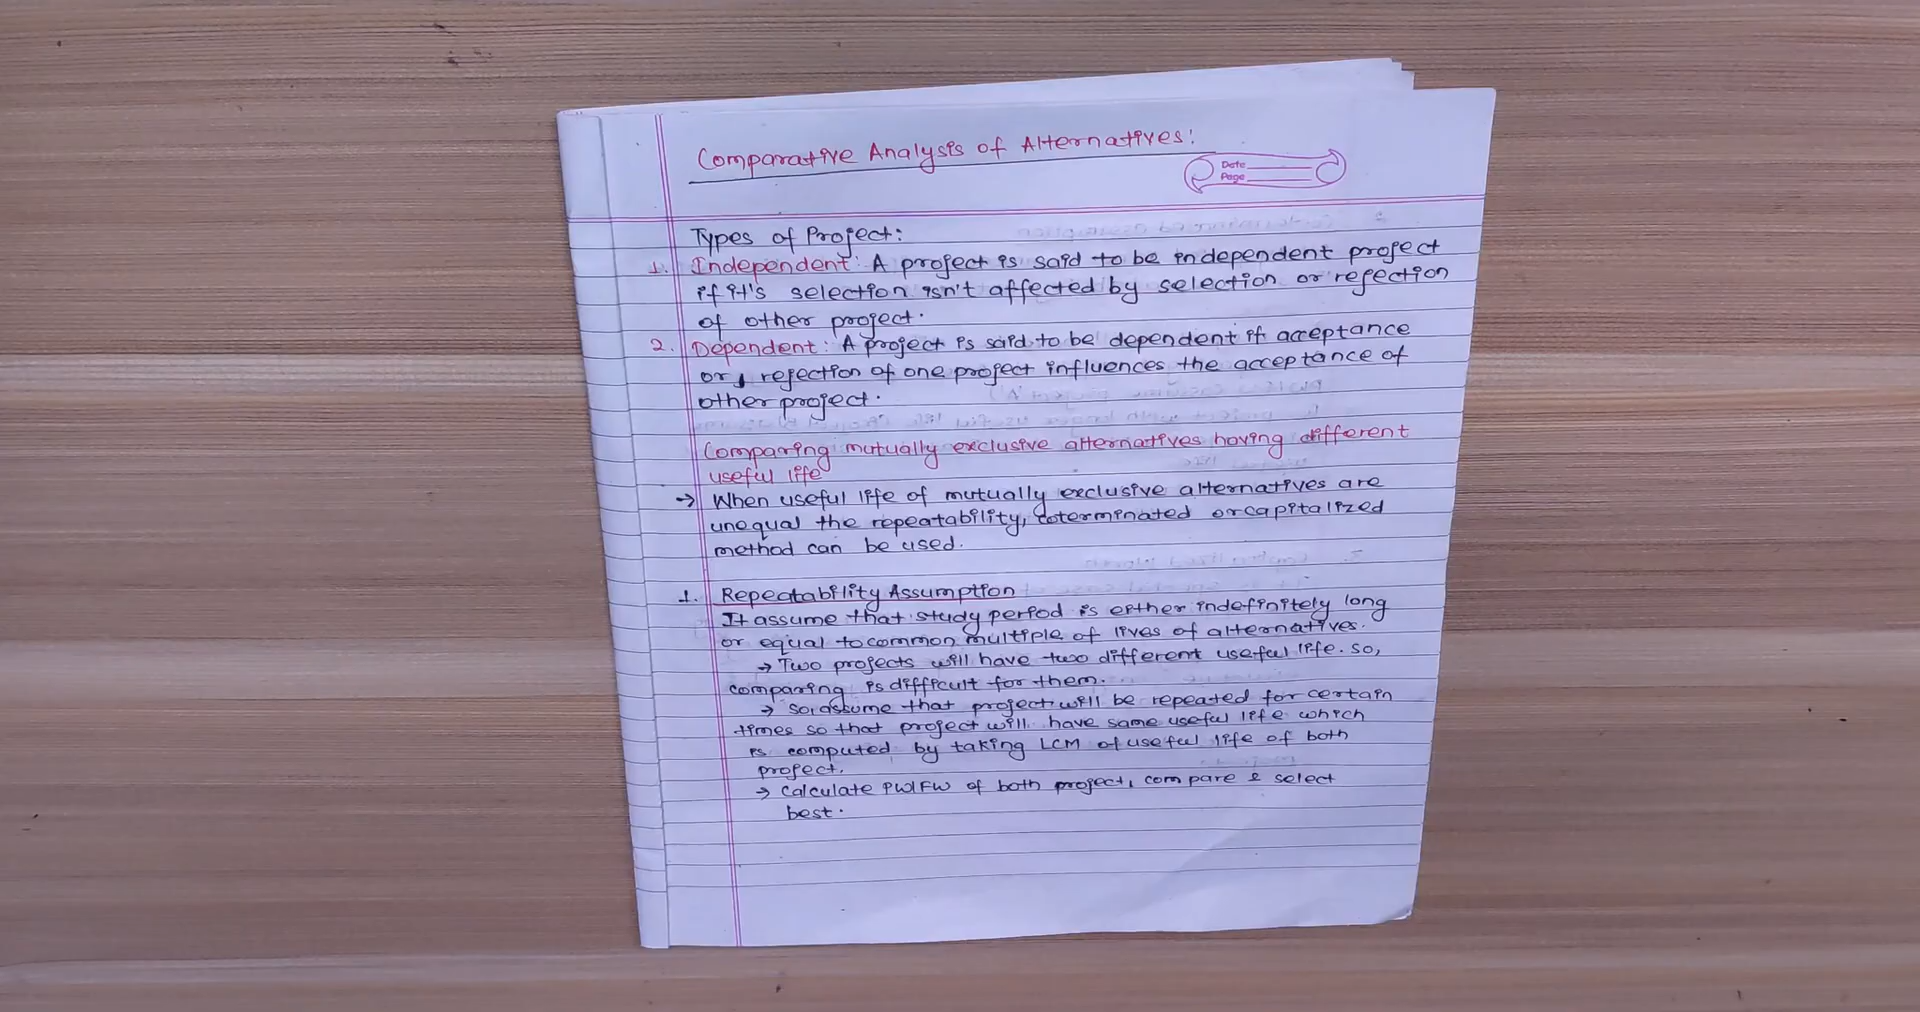 Comparative Analysis of Alternatives:
Date
Page
Types of Project:
1. Independent: A project is said to be independent project
if it's selection isn't affected by selection or rejection
of other project.
2. Dependent: A project is said to be dependent if acceptance
or, rejection of one project influences the acceptance of
other project.
Comparing mutually exclusive alternatives having different
useful life
→ When useful life of mutually exclusive alternatives are
unequal the repeatability, coterminated or capitalized
method can be used.
1. Repeatability Assumption
It assume that study period is either indefinitely long
or equal to common multiple of lives of alternatives.
→ Two projects will have two different useful life. so,
comparing is difficult for them.
→ so, assume that project will be repeated for certain
times so that project will have same useful life which
is computed by taking LCM of useful life of both
project.
→ Calculate PW/FW of both project, compare & select
best.